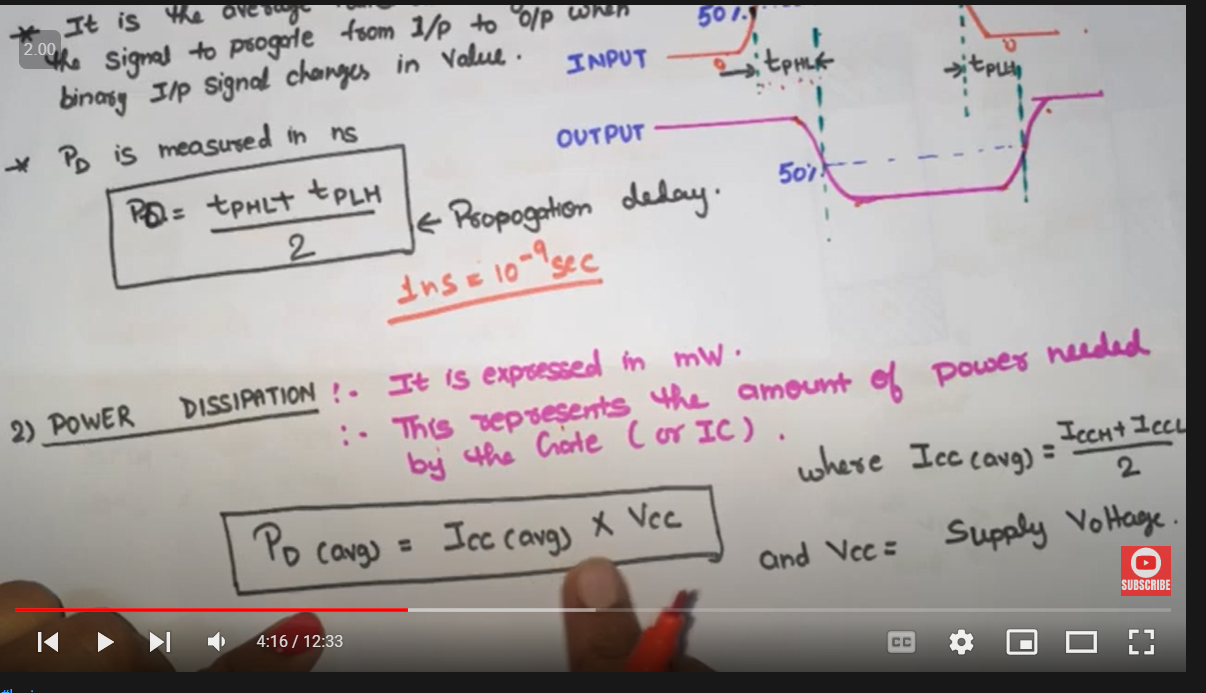 * It is the average
the signal to progate from I/p to O/p when
binary I/p signal changes in value.
2.00
50%
INPUT
0
tPHL
tPLH
0
OUTPUT
50%
* PD is measured in ns
PD = tPHL + tPLH
2
← Propogation delay.
1ns = 10⁻⁹ sec
2) POWER DISSIPATION :- It is expressed in mW.
:- This represents the amount of power needed
by the Gate (or IC).
where Icc (avg) = ICCH + ICCL
2
PD (avg) = Icc (avg) X Vcc
and Vcc = Supply Voltage.
SUBSCRIBE
4:16 / 12:33
CC